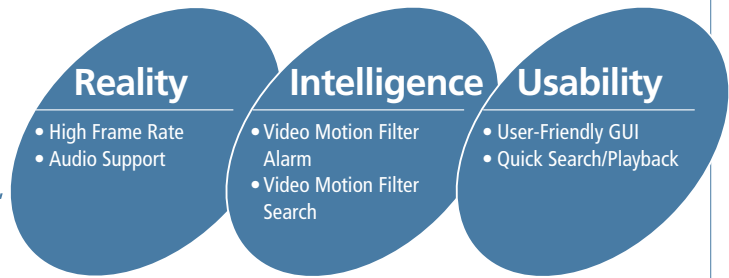 Reality
• High Frame Rate
• Audio Support
Intelligence
• Video Motion Filter
Alarm
• Video Motion Filter
Search
Usability
• User-Friendly GUI
• Quick Search/Playback